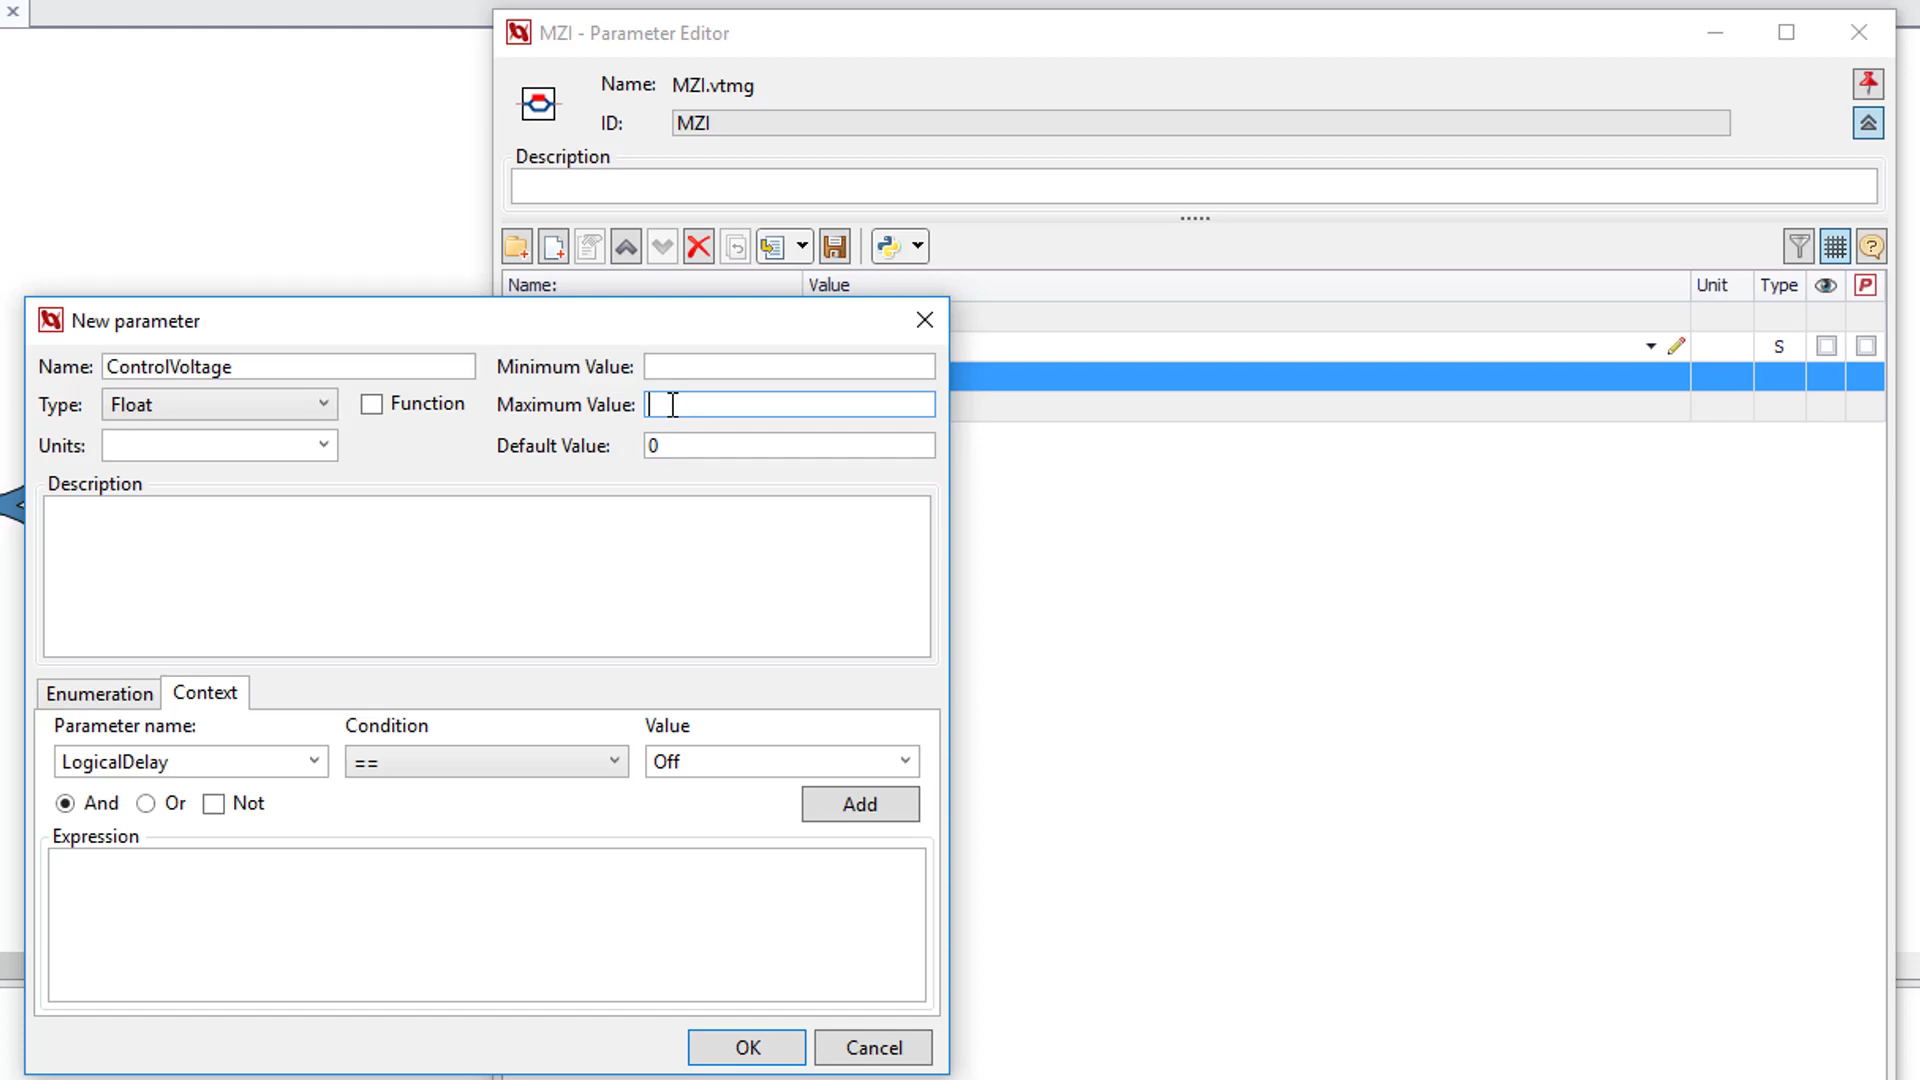 MZI - Parameter Editor
Name: MZI.vtmg
ID: MZI
Description
Name: Value Unit Type P
S
New parameter
Name: ControlVoltage Minimum Value:
Type: Float Function Maximum Value:
Units: Default Value: 0
Description
Enumeration Context
Parameter name: Condition Value
LogicalDelay == Off
And Or Not Add
Expression
OK Cancel